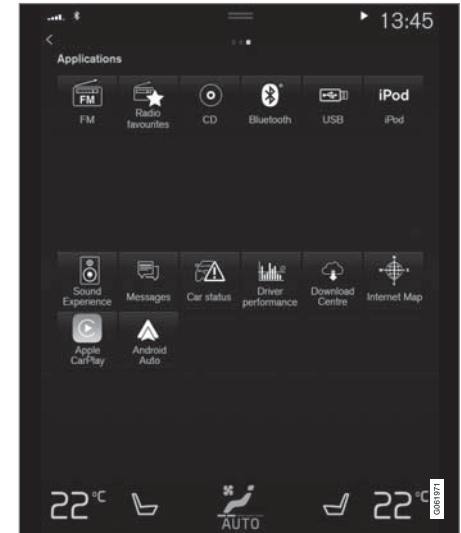 13:45
Applications
FM
iPod
FM
Radio favourites
CD
Bluetooth
USB
iPod
Sound Experience
Messages
Car status
Driver performance
Download Centre
Internet Map
Apple CarPlay
Android Auto
22°C
AUTO
22°C
G061971